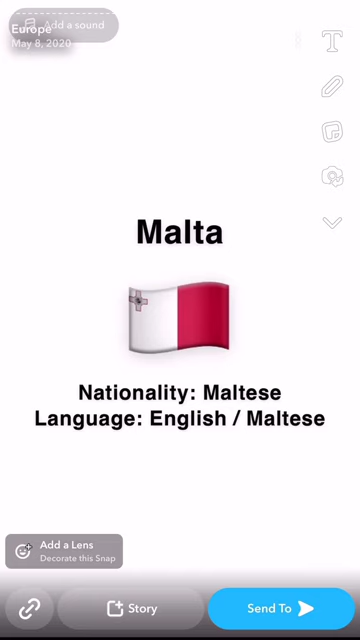 Add a sound
Europe
May 8, 2020
T
Malta
Nationality: Maltese
Language: English / Maltese
Add a Lens
Decorate this Snap
Story
Send To